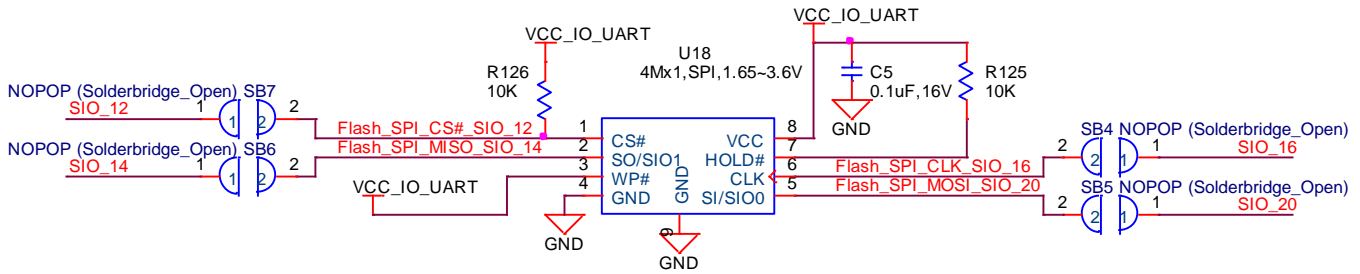 VCC_IO_UART
VCC_IO_UART
U18
4Mx1,SPI,1.65~3.6V
R126
10K
C5
0.1uF,16V
R125
10K
GND
NOPOP (Solderbridge_Open) SB7
SIO_12
1
2
1
2
Flash_SPI_CS#_SIO_12
NOPOP (Solderbridge_Open) SB6
SIO_14
1
2
1
2
Flash_SPI_MISO_SIO_14
VCC_IO_UART
GND
1
2
3
4
CS#
SO/SIO1
WP#
GND
GND
VCC
HOLD#
CLK
SI/SIO0
8
7
6
5
9
GND
Flash_SPI_CLK_SIO_16
Flash_SPI_MOSI_SIO_20
SB4 NOPOP (Solderbridge_Open)
2
1
2
1
SIO_16
SB5 NOPOP (Solderbridge_Open)
2
1
2
1
SIO_20